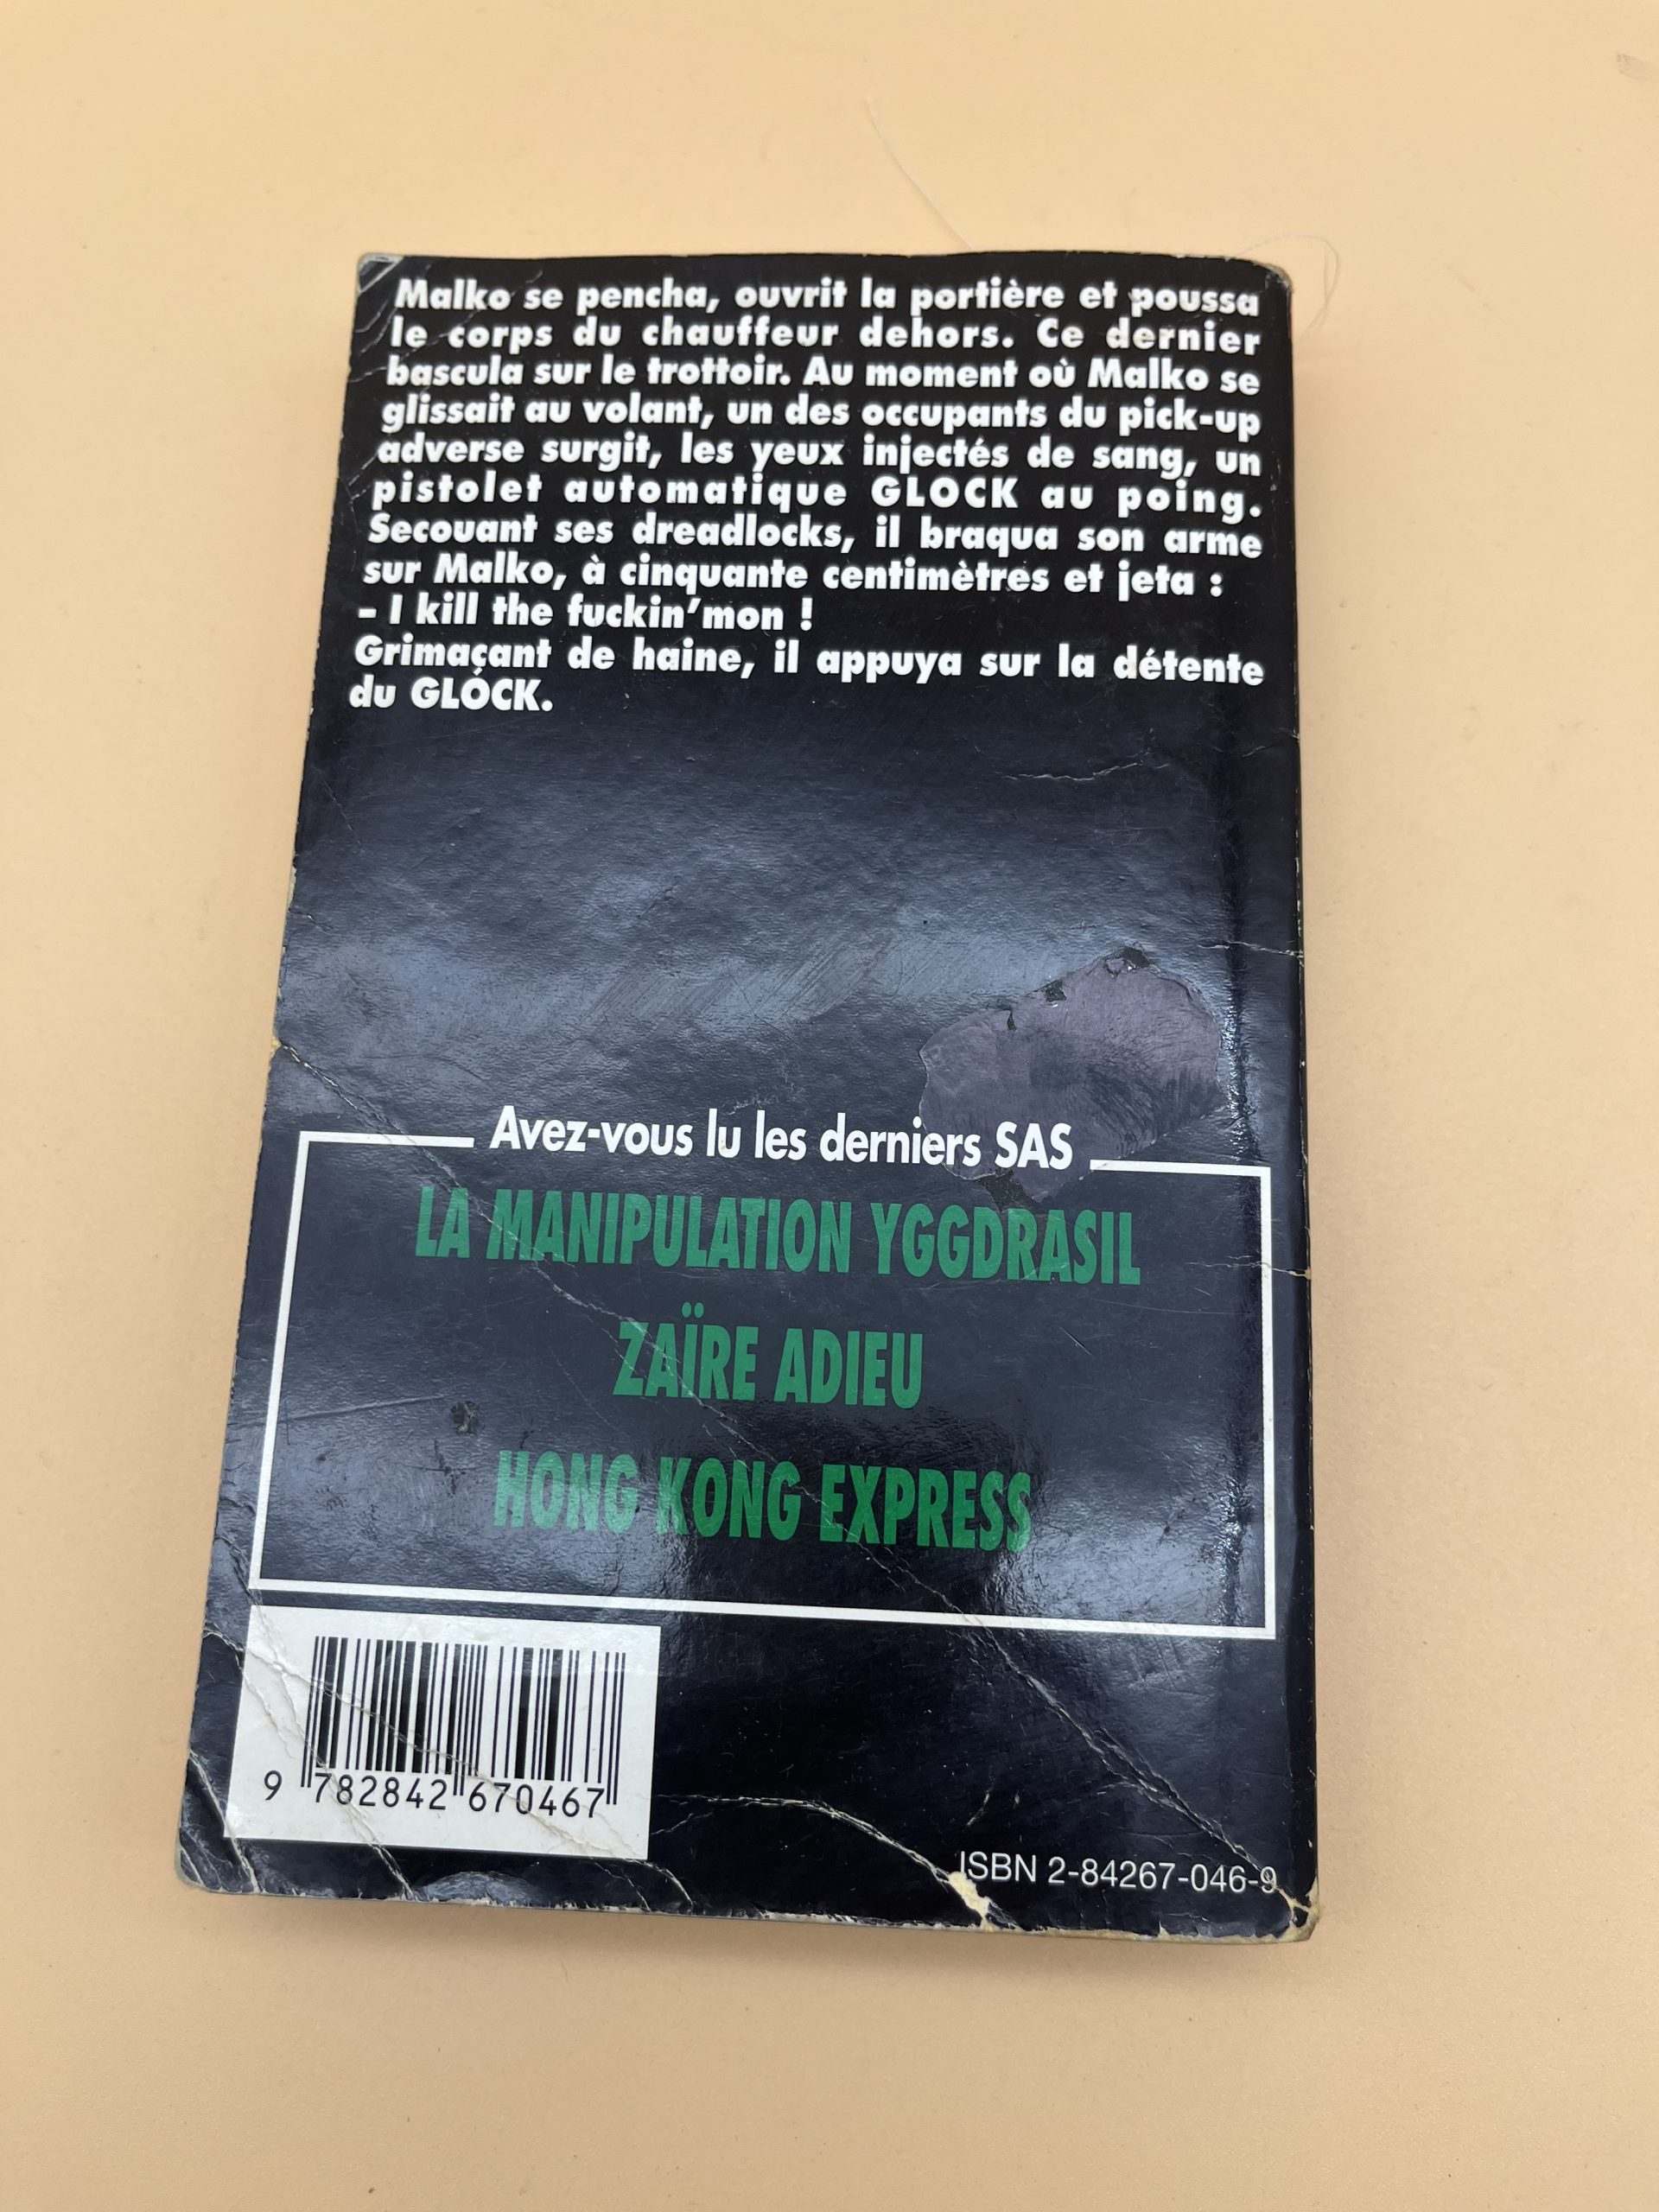 Malko se pencha, ouvrit la portière et poussa
le corps du chauffeur dehors. Ce dernier
bascula sur le trottoir. Au moment où Malko se
glissait au volant, un des occupants du pick-up
adverse surgit, les yeux injectés de sang, un
pistolet automatique GLOCK au poing.
Secouant ses dreadlocks, il braqua son arme
sur Malko, à cinquante centimètres et jeta :
– I kill the fuckin'mon !
Grimaçant de haine, il appuya sur la détente
du GLOCK.
Avez-vous lu les derniers SAS
LA MANIPULATION YGGDRASIL
ZAÏRE ADIEU
HONG KONG EXPRESS
9 782842 670467
ISBN 2-84267-046-9